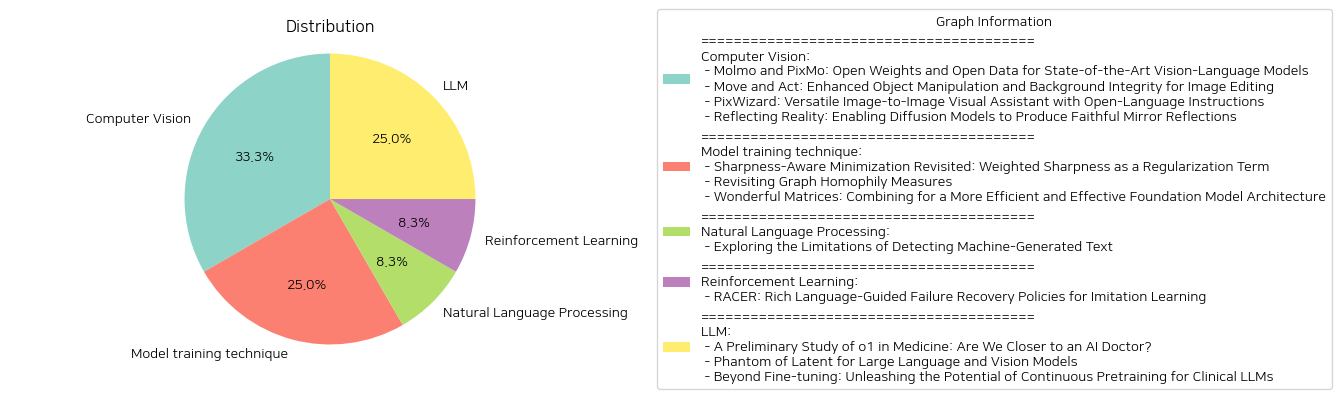 Distribution
LLM
Computer Vision
25.0%
33.3%
8.3%
Reinforcement Learning
8.3%
25.0%
Natural Language Processing
Model training technique
Graph Information
========================================
Computer Vision:
- Molmo and PixMo: Open Weights and Open Data for State-of-the-Art Vision-Language Models
- Move and Act: Enhanced Object Manipulation and Background Integrity for Image Editing
- PixWizard: Versatile Image-to-Image Visual Assistant with Open-Language Instructions
- Reflecting Reality: Enabling Diffusion Models to Produce Faithful Mirror Reflections
========================================
Model training technique:
- Sharpness-Aware Minimization Revisited: Weighted Sharpness as a Regularization Term
- Revisiting Graph Homophily Measures
- Wonderful Matrices: Combining for a More Efficient and Effective Foundation Model Architecture
========================================
Natural Language Processing:
- Exploring the Limitations of Detecting Machine-Generated Text
========================================
Reinforcement Learning:
- RACER: Rich Language-Guided Failure Recovery Policies for Imitation Learning
========================================
LLM:
- A Preliminary Study of o1 in Medicine: Are We Closer to an AI Doctor?
- Phantom of Latent for Large Language and Vision Models
- Beyond Fine-tuning: Unleashing the Potential of Continuous Pretraining for Clinical LLMs